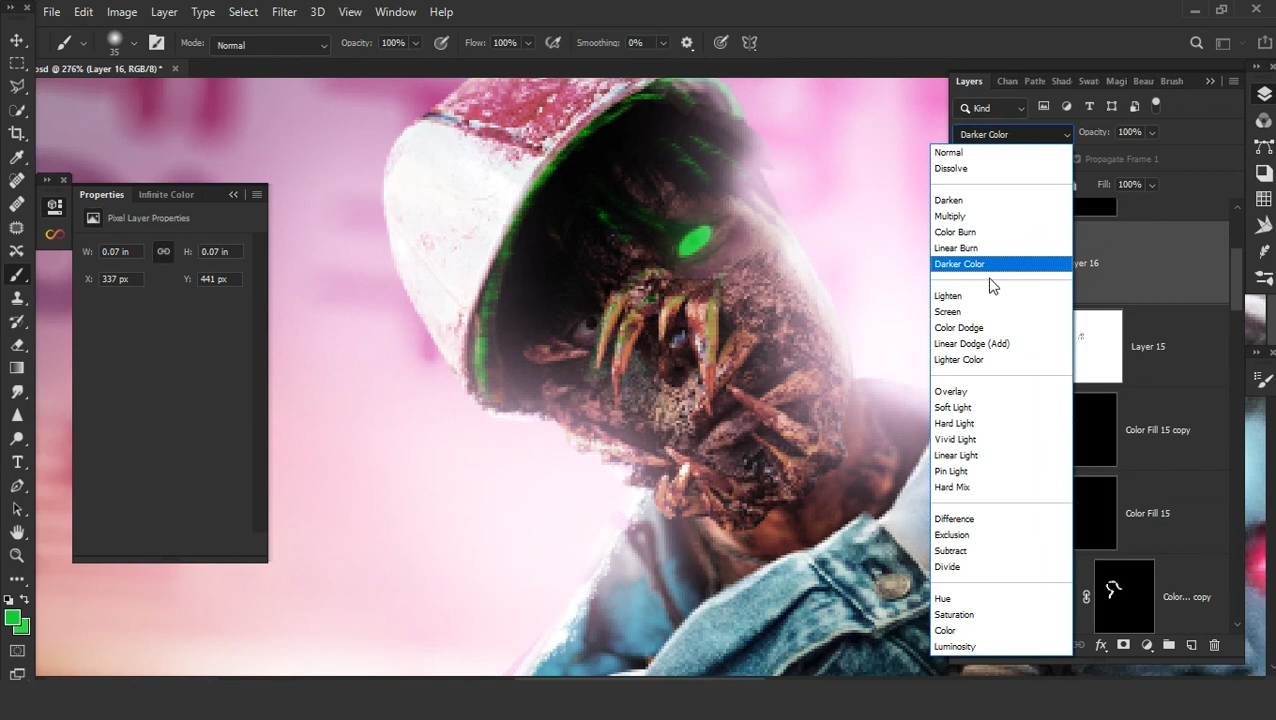 File Edit Image Layer Type Select Filter 3D View Window Help
35 Mode: Normal Opacity: 100% Flow: 100% Smoothing: 0%
psd @ 276% (Layer 16, RGB/8) * ×
Layers Chan Paths Shad Swat Magi Beau Brush
Kind
Darker Color Opacity: 100%
Propagate Frame 1
Fill: 100%
Properties Infinite Color
Pixel Layer Properties
W: 0.07 in H: 0.07 in
X: 337 px Y: 441 px
Normal
Dissolve
Darken
Multiply
Color Burn
Linear Burn
Darker Color
Lighten
Screen
Color Dodge
Linear Dodge (Add)
Lighter Color
Overlay
Soft Light
Hard Light
Vivid Light
Linear Light
Pin Light
Hard Mix
Difference
Exclusion
Subtract
Divide
Hue
Saturation
Color
Luminosity
yer 16
Layer 15
Color Fill 15 copy
Color Fill 15
Color... copy
fx